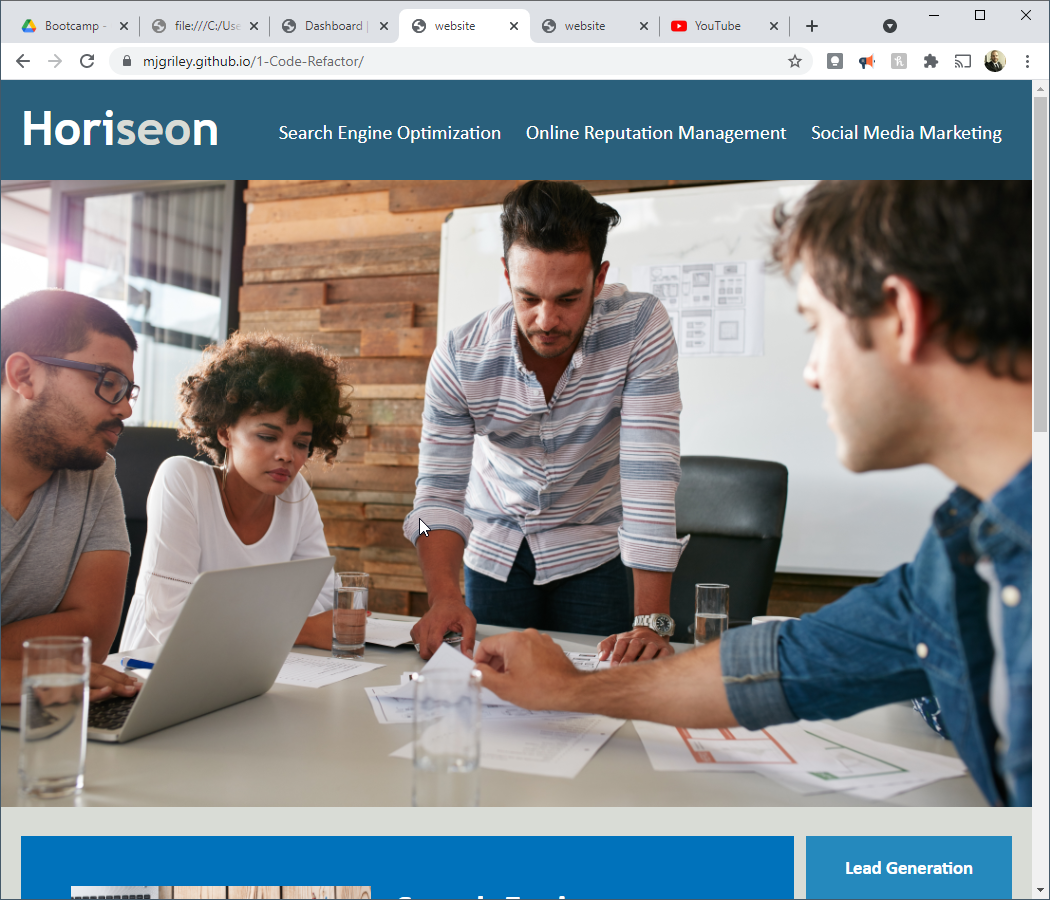 Bootcamp -
file:///C:/Use
Dashboard |
website
website
YouTube
mjgriley.github.io/1-Code-Refactor/
Horiseon
Search Engine Optimization
Online Reputation Management
Social Media Marketing
Lead Generation